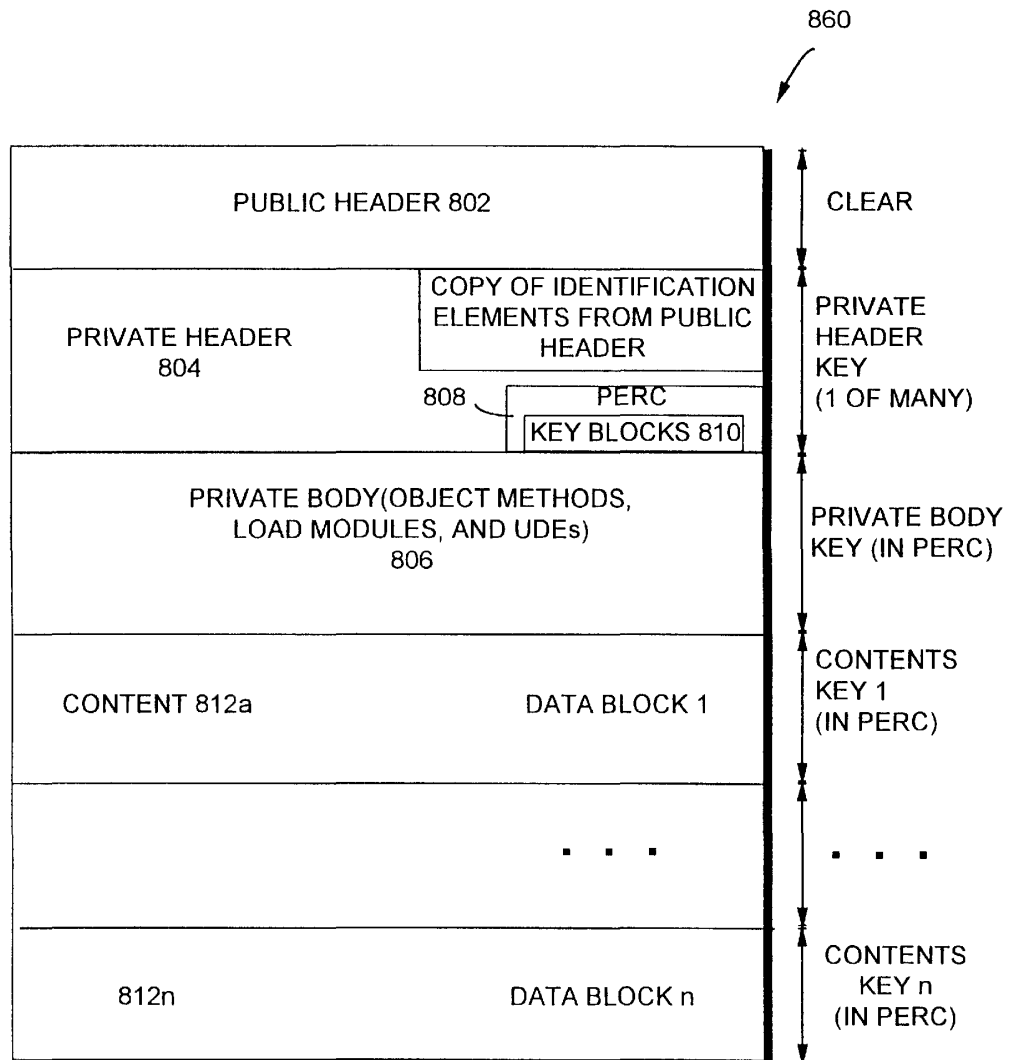 860
PUBLIC HEADER 802
CLEAR
PRIVATE HEADER
804
COPY OF IDENTIFICATION
ELEMENTS FROM PUBLIC
HEADER
808
PERC
KEY BLOCKS 810
PRIVATE
HEADER
KEY
(1 OF MANY)
PRIVATE BODY(OBJECT METHODS,
LOAD MODULES, AND UDEs)
806
PRIVATE BODY
KEY (IN PERC)
CONTENT 812a
DATA BLOCK 1
CONTENTS
KEY 1
(IN PERC)
. . .
. . .
812n
DATA BLOCK n
CONTENTS
KEY n
(IN PERC)